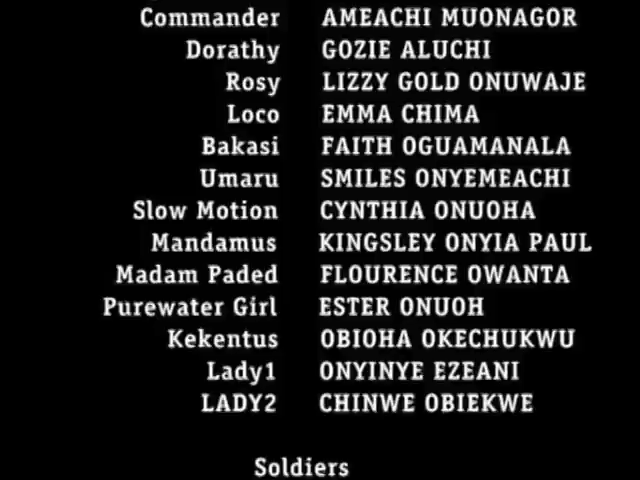 Commander AMEACHI MUONAGOR
Dorathy GOZIE ALUCHI
Rosy LIZZY GOLD ONUWAJE
Loco EMMA CHIMA
Bakasi FAITH OGUAMANALA
Umaru SMILES ONYEMEACHI
Slow Motion CYNTHIA ONUOHA
Mandamus KINGSLEY ONYIA PAUL
Madam Paded FLOURENCE OWANTA
Purewater Girl ESTER ONUOH
Kekentus OBIOHA OKECHUKWU
Lady1 ONYINYE EZEANI
LADY2 CHINWE OBIEKWE
Soldiers